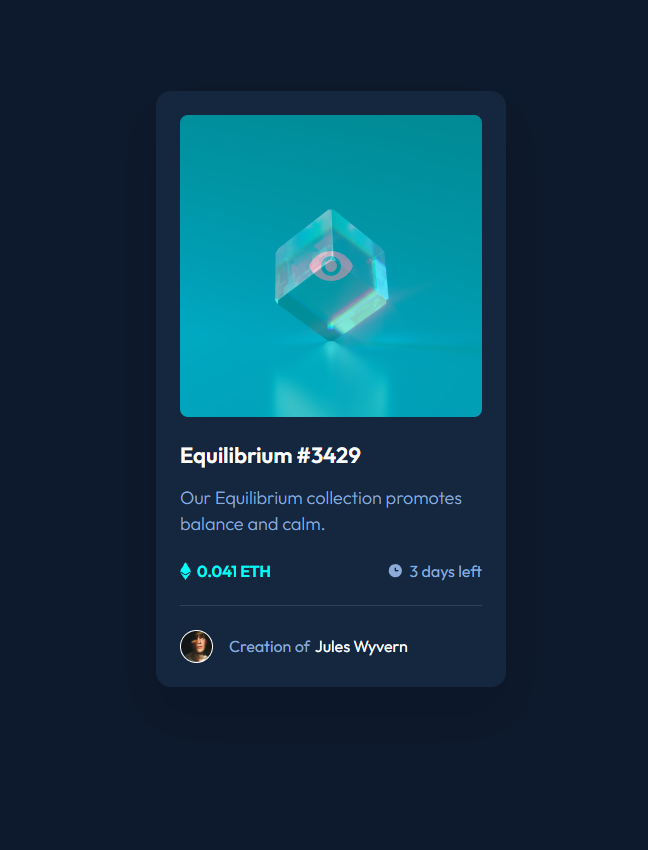 Equilibrium #3429
Our Equilibrium collection promotes
balance and calm.
0.041 ETH
3 days left
Creation of Jules Wyvern